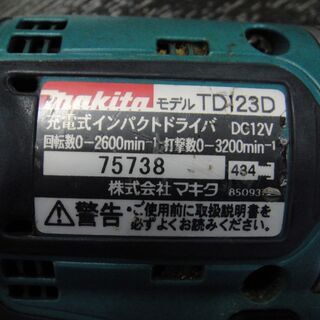 makita モデル TD123D
充電式インパクトドライバ DC12V
回転数0-2600min⁻¹ 打撃数0-3200min⁻¹
75738 434
株式会社マキタ
警告・ご使用前に取扱説明書を
よくお読みください。